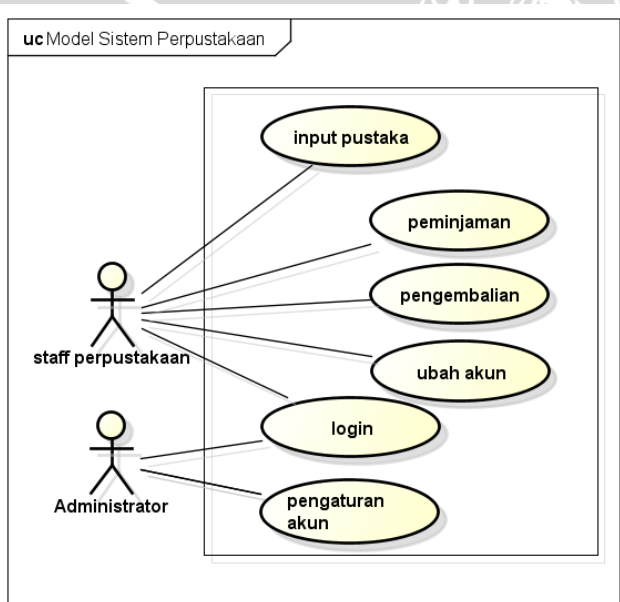 uc Model Sistem Perpustakaan
input pustaka
peminjaman
pengembalian
staff perpustakaan
ubah akun
login
Administrator
pengaturan
akun